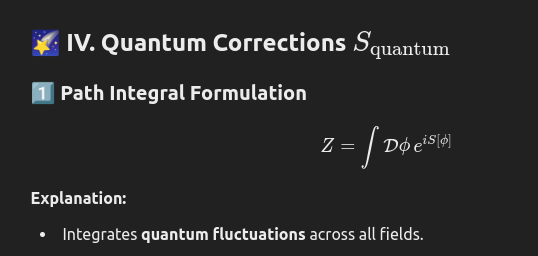 🌠 IV. Quantum Corrections $S_{\text{quantum}}$
1️⃣ Path Integral Formulation
$Z = \int \mathcal{D}\phi \, e^{iS[\phi]}$
Explanation:
• Integrates quantum fluctuations across all fields.